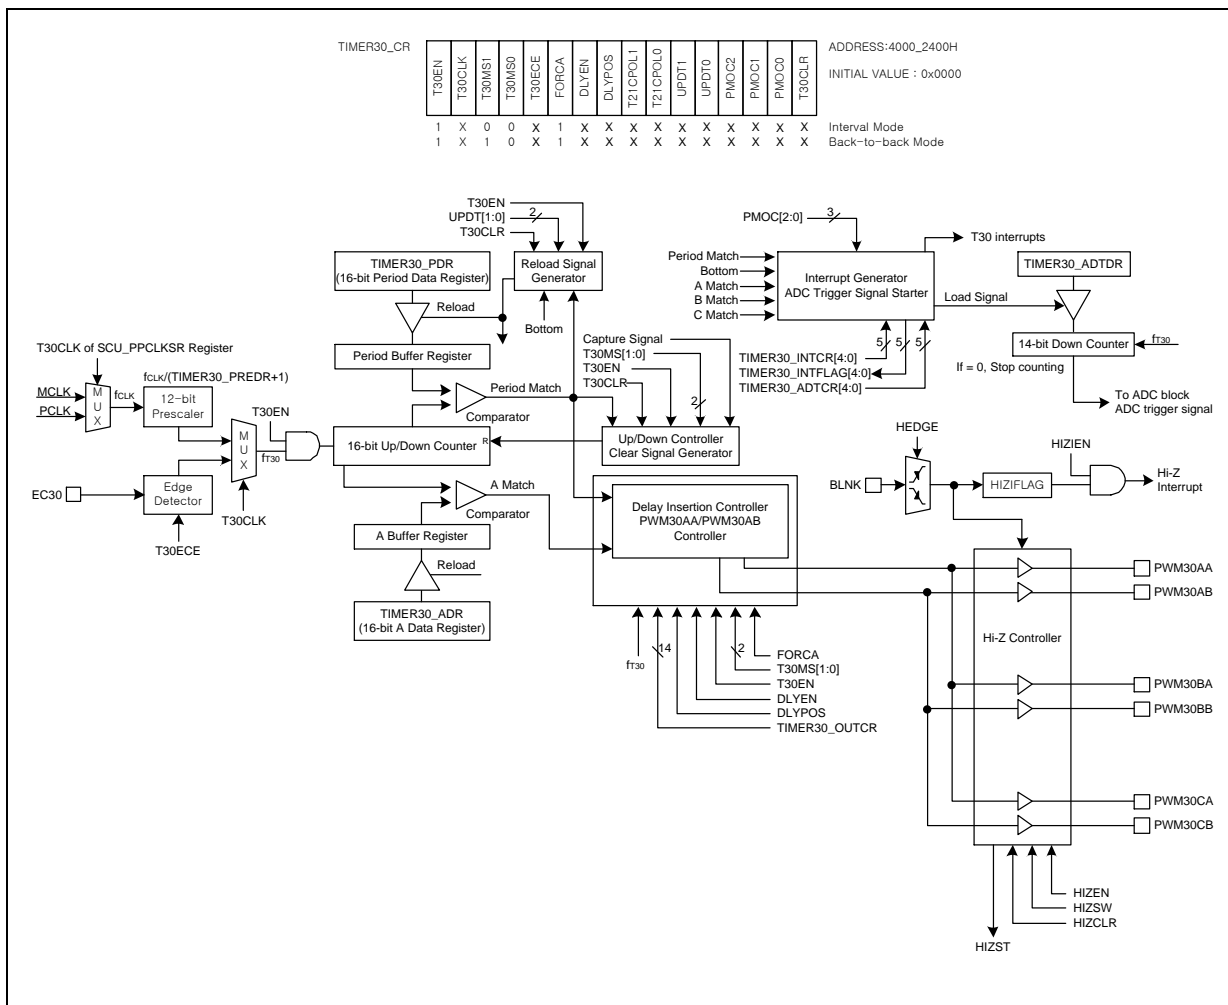 TIMER30_CR
T30EN
T30CLK
T30MS1
T30MS0
T30ECE
FORCA
DLYEN
DLYPOS
T21CPOL1
T21CPOL0
UPDT1
UPDT0
PMOC2
PMOC1
PMOC0
T30CLR
ADDRESS:4000_2400H
INITIAL VALUE : 0x0000
1 X 0 0 X 1 X X X X X X X X X X Interval Mode
1 X 1 0 X 1 X X X X X X X X X X Back-to-back Mode
T30EN
UPDT[1:0] 2
T30CLR
TIMER30_PDR
(16-bit Period Data Register)
Reload Signal
Generator
Reload
Bottom
Period Buffer Register
PMOC[2:0] 3
T30 interrupts
Period Match
Bottom
A Match
B Match
C Match
Interrupt Generator
ADC Trigger Signal Starter
Load Signal
TIMER30_ADTDR
14-bit Down Counter
fT30
If = 0, Stop counting
To ADC block
ADC trigger signal
5 5 5
TIMER30_INTCR[4:0]
TIMER30_INTFLAG[4:0]
TIMER30_ADTCR[4:0]
Capture Signal
T30MS[1:0]
T30EN
T30CLR
2
T30CLK of SCU_PPCLKSR Register
MCLK
PCLK
MUX
fCLK
fCLK/(TIMER30_PREDR+1)
12-bit
Prescaler
MUX
T30EN
fT30
T30CLK
EC30
Edge
Detector
T30ECE
Period Match
Comparator
16-bit Up/Down Counter R
Up/Down Controller
Clear Signal Generator
A Match
Comparator
A Buffer Register
Reload
TIMER30_ADR
(16-bit A Data Register)
Delay Insertion Controller
PWM30AA/PWM30AB
Controller
fT30
14
2
FORCA
T30MS[1:0]
T30EN
DLYEN
DLYPOS
TIMER30_OUTCR
HEDGE
BLNK
HIZIFLAG
HIZIEN
Hi-Z
Interrupt
Hi-Z Controller
PWM30AA
PWM30AB
PWM30BA
PWM30BB
PWM30CA
PWM30CB
HIZEN
HIZSW
HIZCLR
HIZST